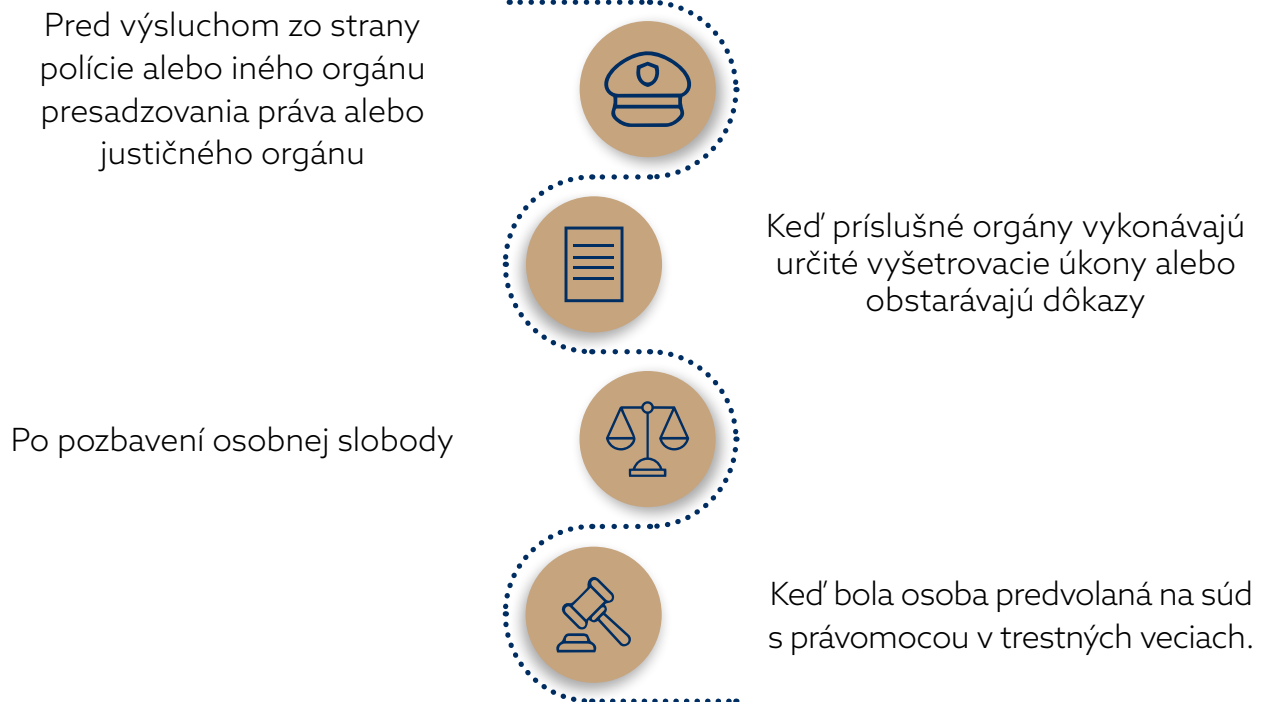 Pred výsluchom zo strany
polície alebo iného orgánu
presadzovania práva alebo
justičného orgánu
Keď príslušné orgány vykonávajú
určité vyšetrovacie úkony alebo
obstarávajú dôkazy
Po pozbavení osobnej slobody
Keď bola osoba predvolaná na súd
s právomocou v trestných veciach.